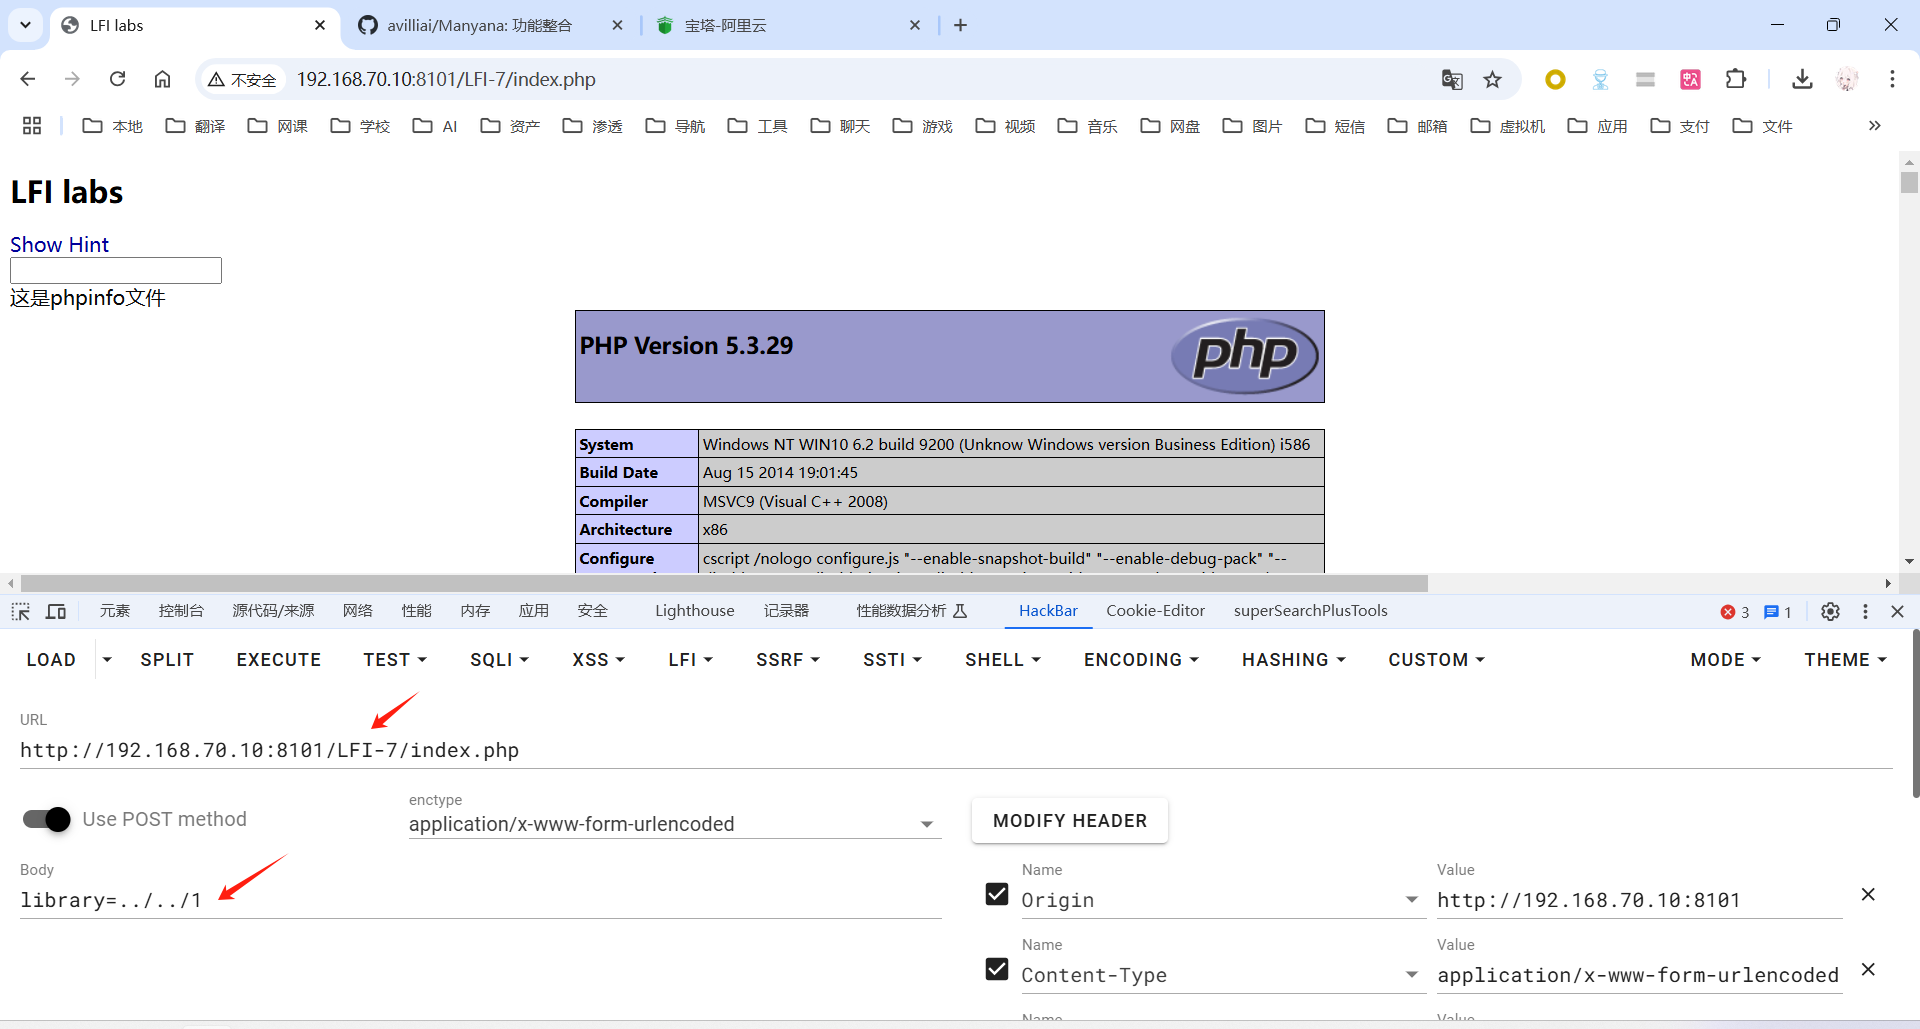 LFI labs
avilliai/Manyana: 功能整合
宝塔-阿里云
不安全
192.168.70.10:8101/LFI-7/index.php
本地 翻译 网课 学校 AI 资产 渗透 导航 工具 聊天 游戏 视频 音乐 网盘 图片 短信 邮箱 虚拟机 应用 支付 文件
LFI labs
Show Hint
这是phpinfo文件
PHP Version 5.3.29
php
System Windows NT WIN10 6.2 build 9200 (Unknow Windows version Business Edition) i586
Build Date Aug 15 2014 19:01:45
Compiler MSVC9 (Visual C++ 2008)
Architecture x86
Configure cscript /nologo configure.js "--enable-snapshot-build" "--enable-debug-pack" "--
元素 控制台 源代码/来源 网络 性能 内存 应用 安全 Lighthouse 记录器 性能数据分析 HackBar Cookie-Editor superSearchPlusTools 3 1
LOAD SPLIT EXECUTE TEST SQLI XSS LFI SSRF SSTI SHELL ENCODING HASHING CUSTOM MODE THEME
URL
http://192.168.70.10:8101/LFI-7/index.php
Use POST method
enctype
application/x-www-form-urlencoded
MODIFY HEADER
Body
library=../../1
Name Value
Origin http://192.168.70.10:8101
Name Value
Content-Type application/x-www-form-urlencoded
Name Value